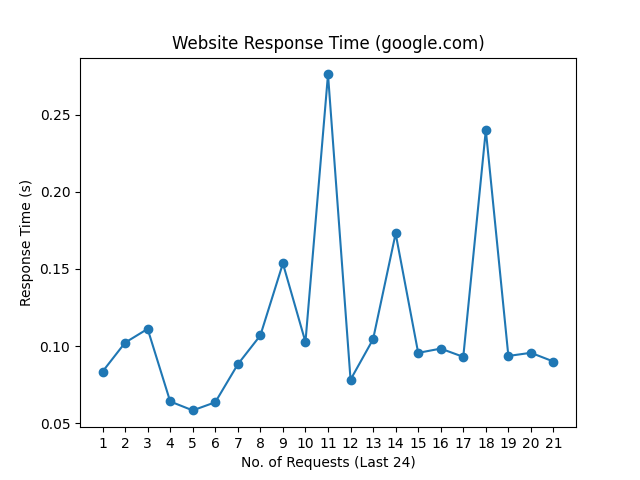 Website Response Time (google.com)
0.25
0.20
0.15
0.10
0.05
Response Time (s)
1 2 3 4 5 6 7 8 9 10 11 12 13 14 15 16 17 18 19 20 21
No. of Requests (Last 24)